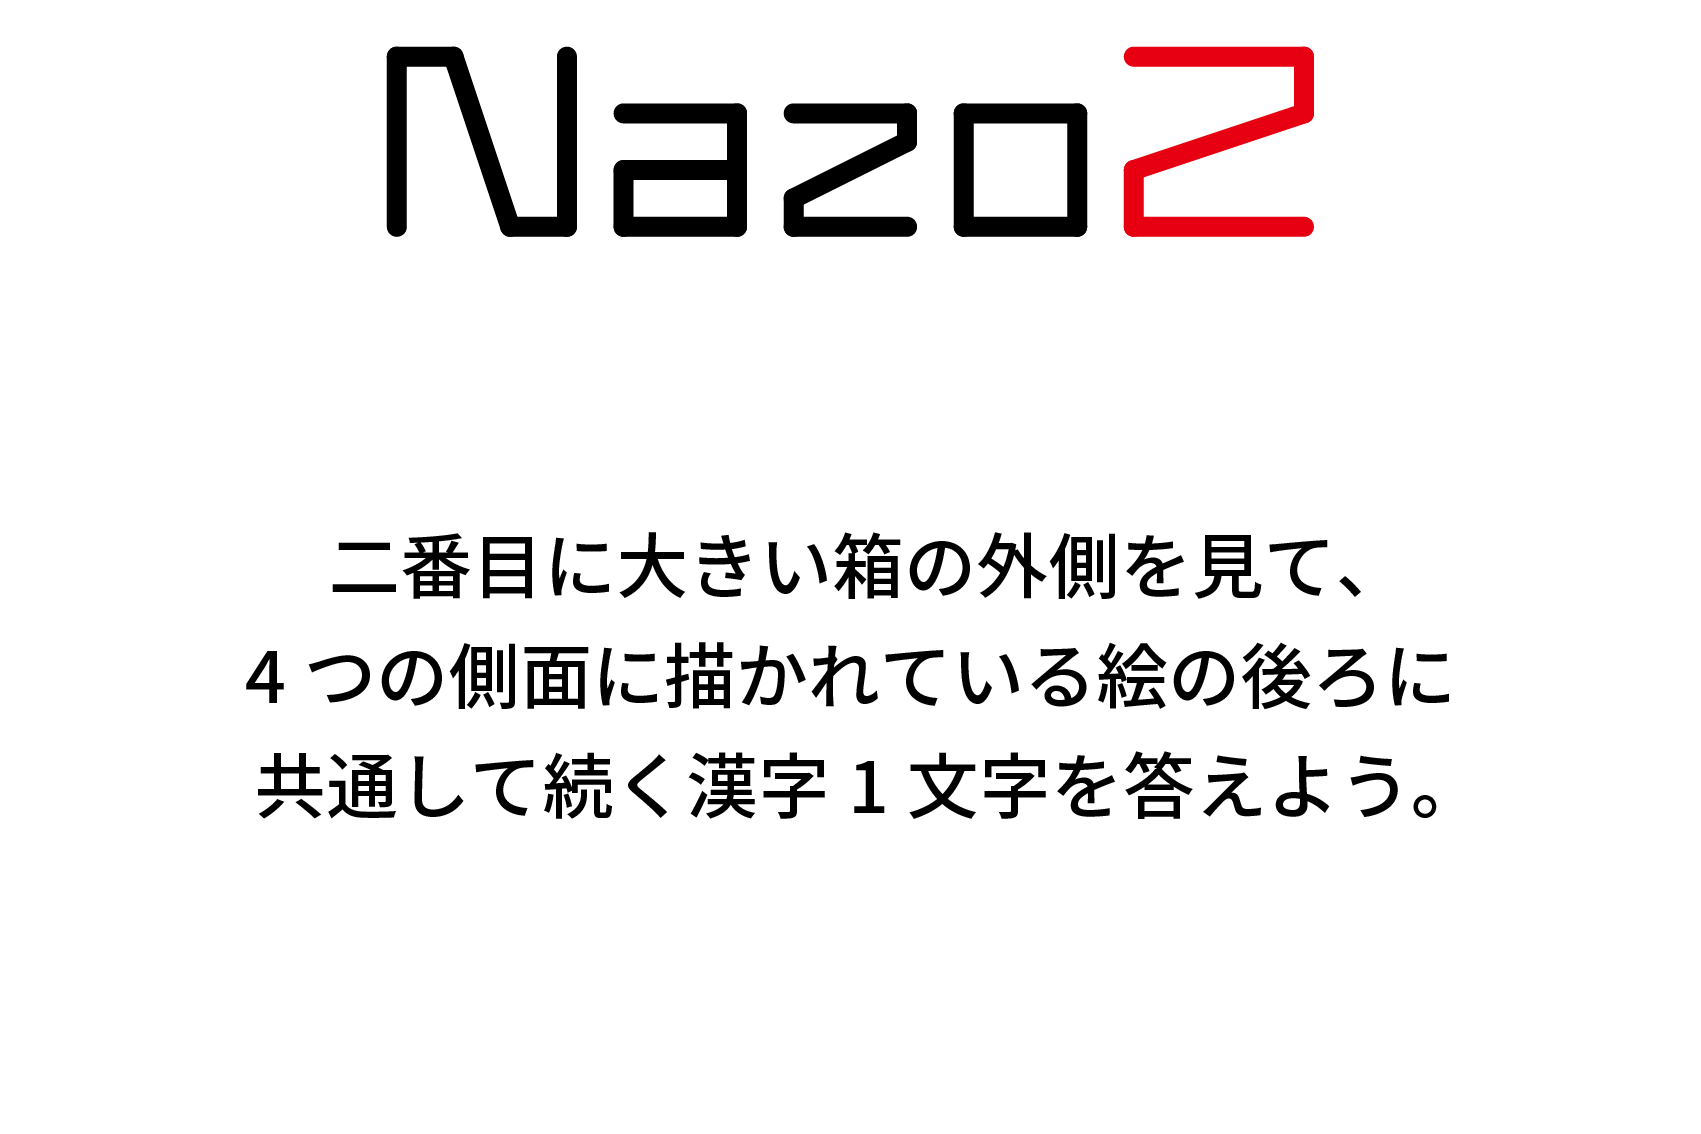 Nazo2
二番目に大きい箱の外側を見て、
4つの側面に描かれている絵の後ろに
共通して続く漢字1文字を答えよう。